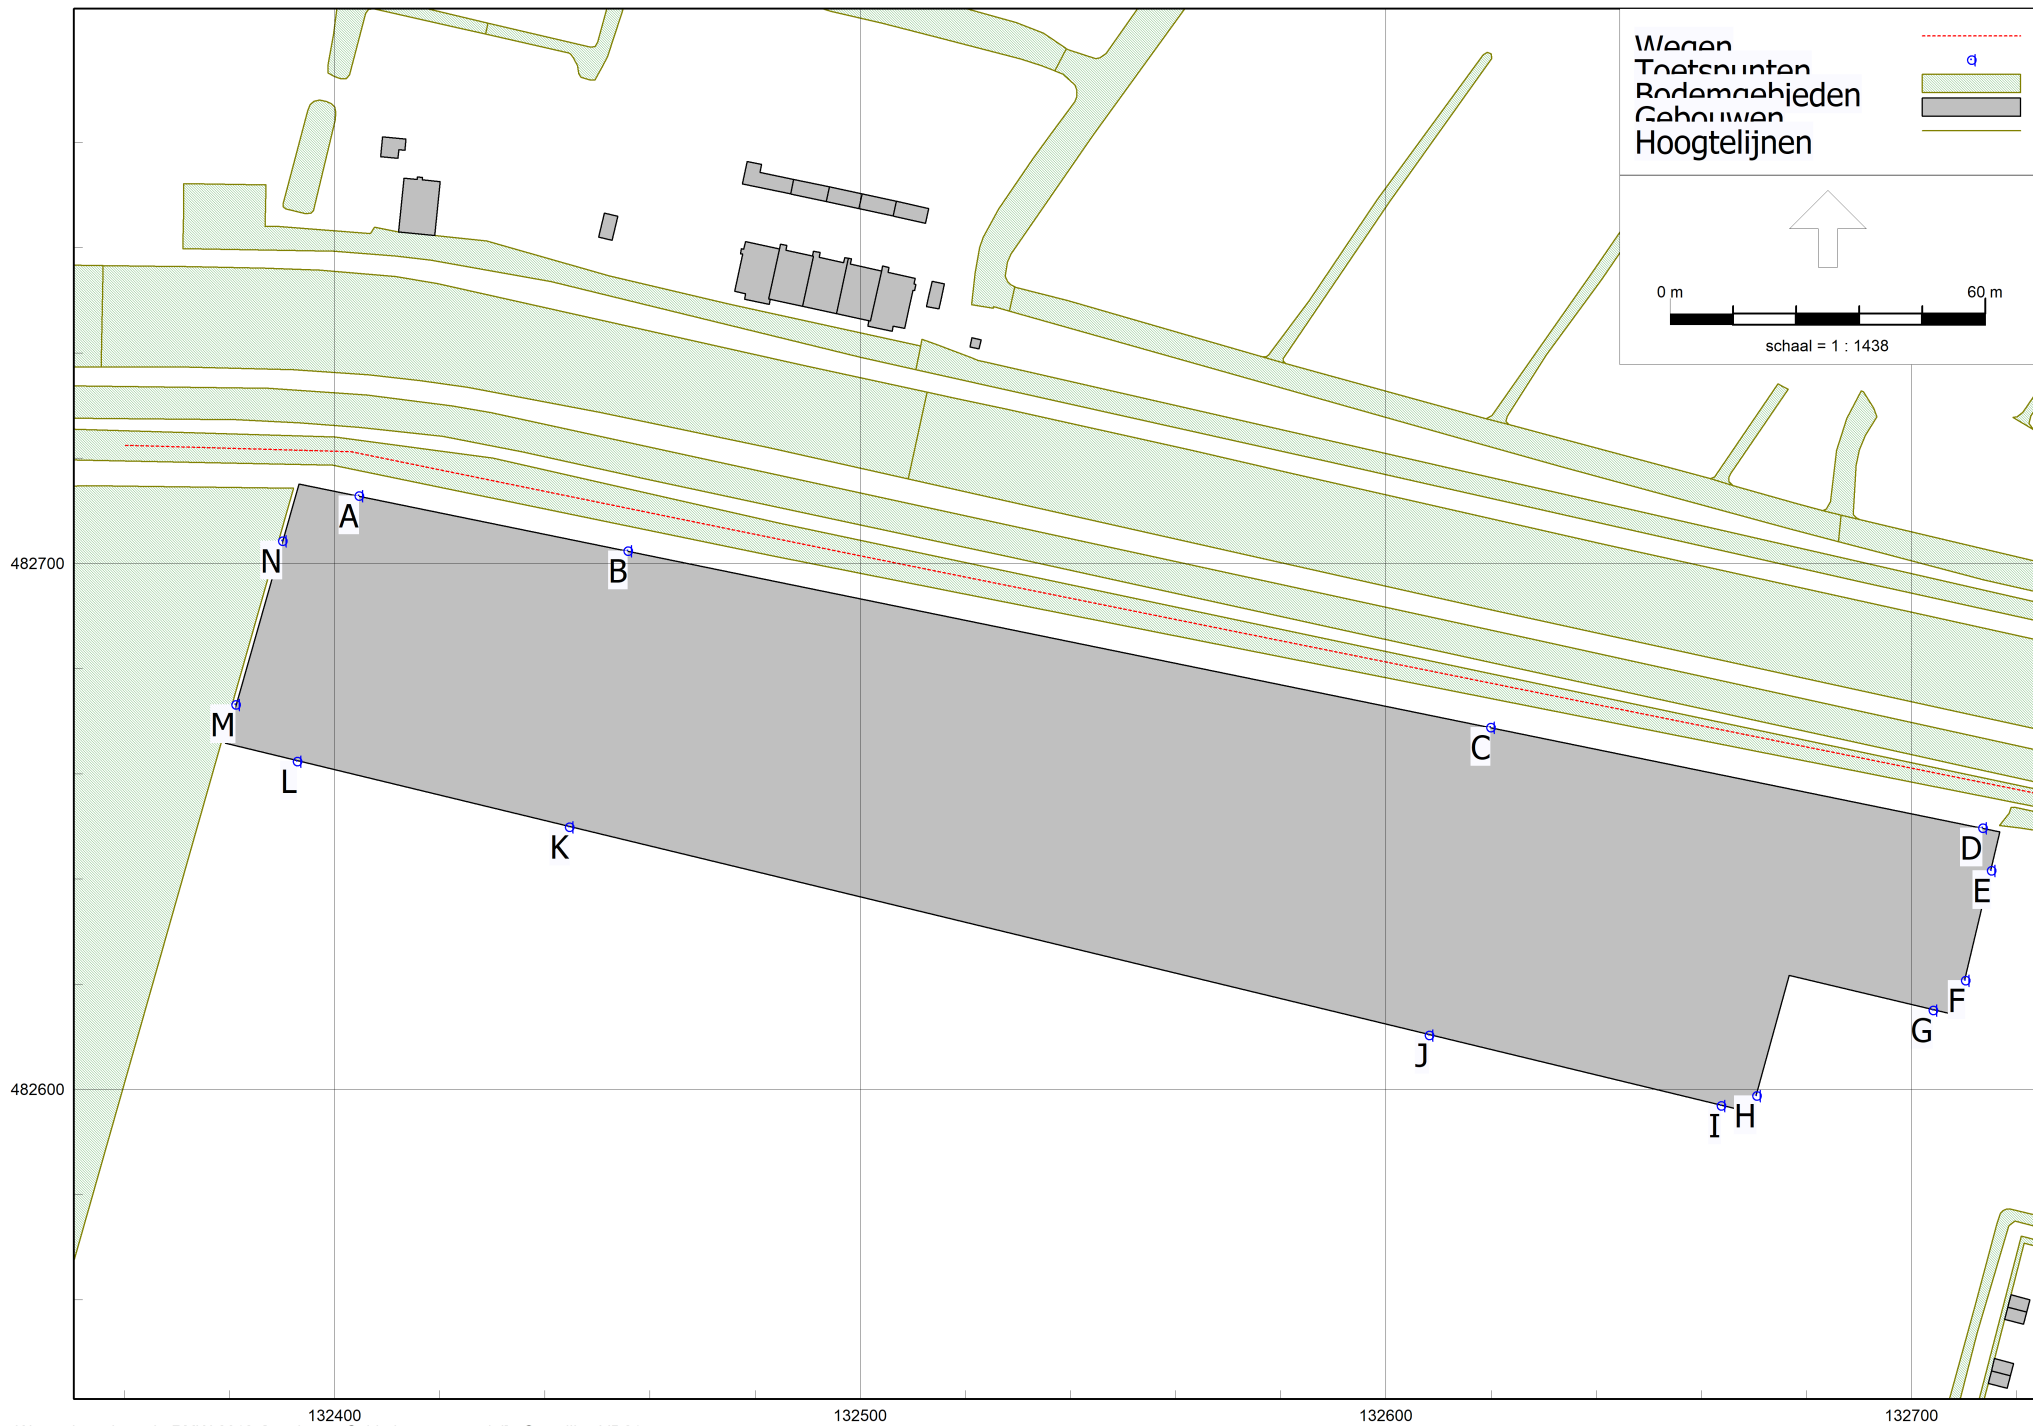 Wegen
Toetspunten
Bodemgebieden
Gebouwen
Hoogtelijnen
0 m 60 m
schaal = 1 : 1438
A
N
B
482700
M
C
L
K
D
E
F
G
J
482600
H
I
132400 132500 132600 132700